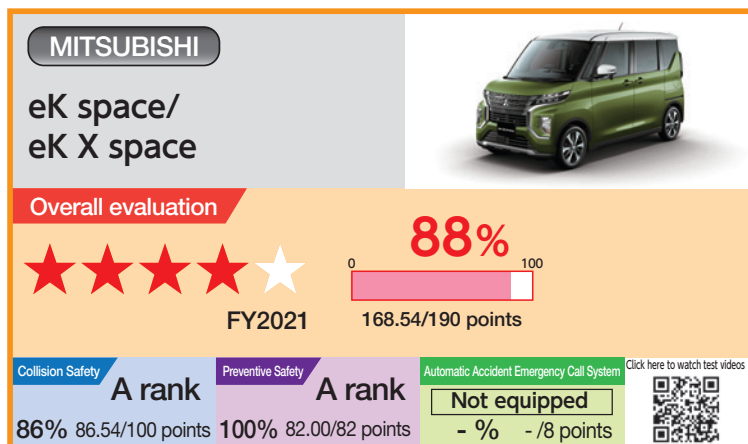 MITSUBISHI
eK space/
eK X space
Overall evaluation
88%
0 100
FY2021
168.54/190 points
Collision Safety
A rank
86% 86.54/100 points
Preventive Safety
A rank
100% 82.00/82 points
Automatic Accident Emergency Call System
Not equipped
- % - /8 points
Click here to watch test videos